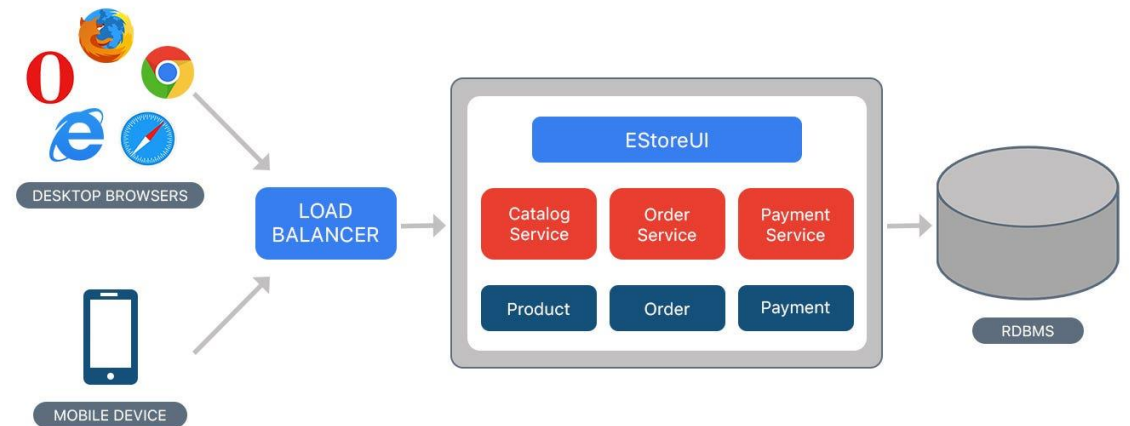 DESKTOP BROWSERS
MOBILE DEVICE
LOAD
BALANCER
EStoreUI
Catalog
Service
Order
Service
Payment
Service
Product
Order
Payment
RDBMS